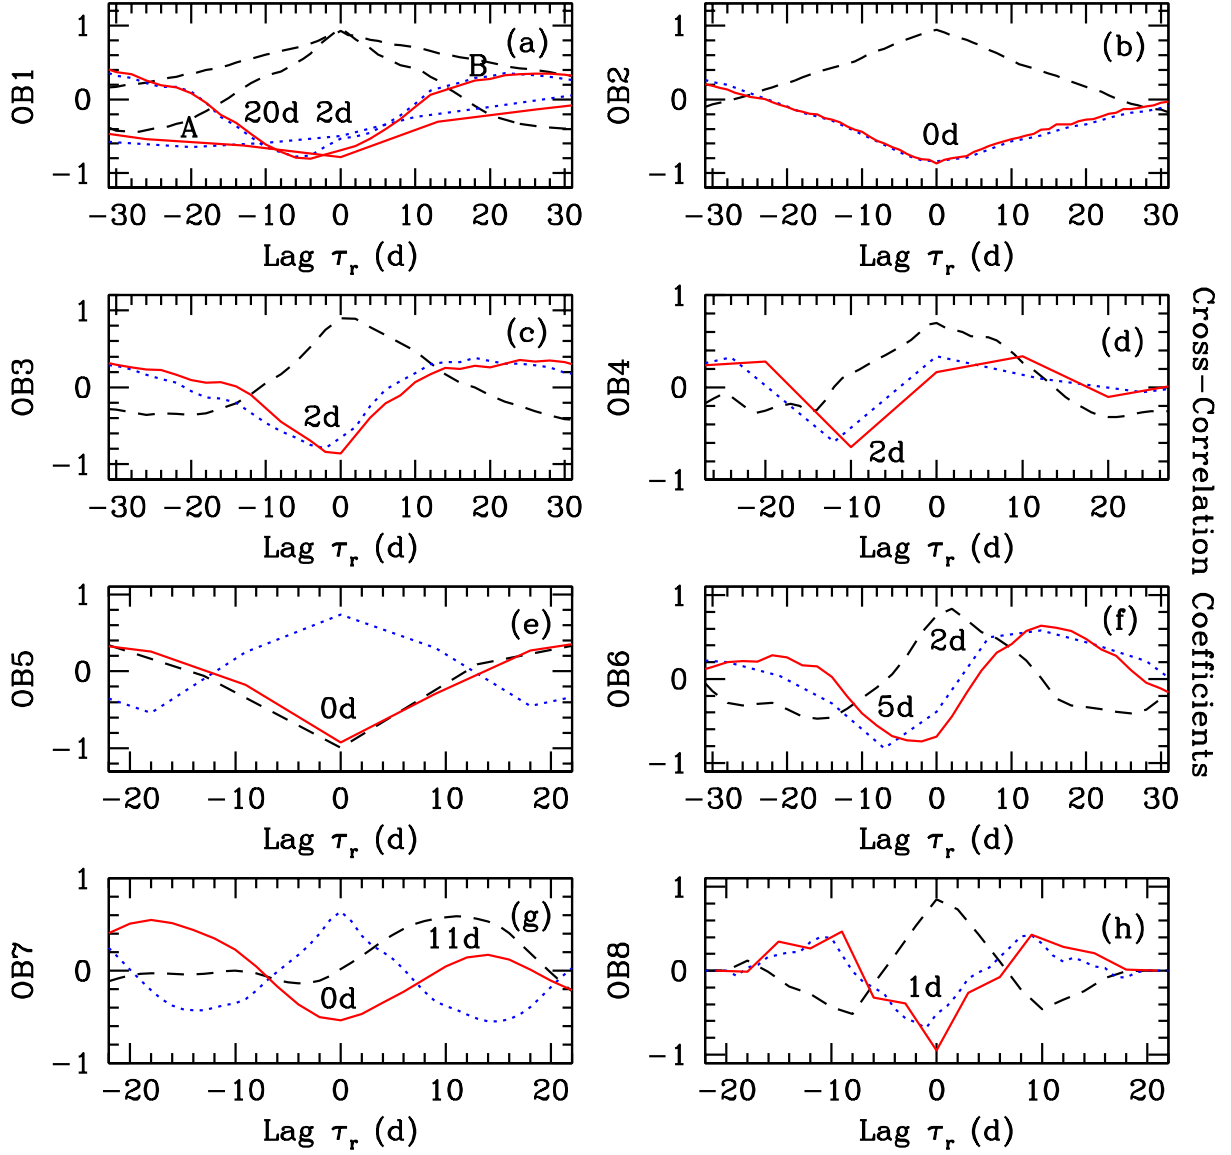 OB1
1
0
−1
(a)
B
20d 2d
A
−30 −20 −10 0 10 20 30
Lag τr (d)
OB2
1
0
−1
(b)
0d
−30 −20 −10 0 10 20 30
Lag τr (d)
OB3
1
0
−1
(c)
2d
−30 −20 −10 0 10 20 30
Lag τr (d)
OB4
1
0
−1
(d)
2d
−20 −10 0 10 20
Lag τr (d)
OB5
1
0
−1
(e)
0d
−20 −10 0 10 20
Lag τr (d)
OB6
1
0
−1
(f)
2d
5d
−30 −20 −10 0 10 20 30
Lag τr (d)
OB7
1
0
−1
(g)
11d
0d
−20 −10 0 10 20
Lag τr (d)
OB8
1
0
−1
(h)
1d
−20 −10 0 10 20
Lag τr (d)
Cross−Correlation Coefficients